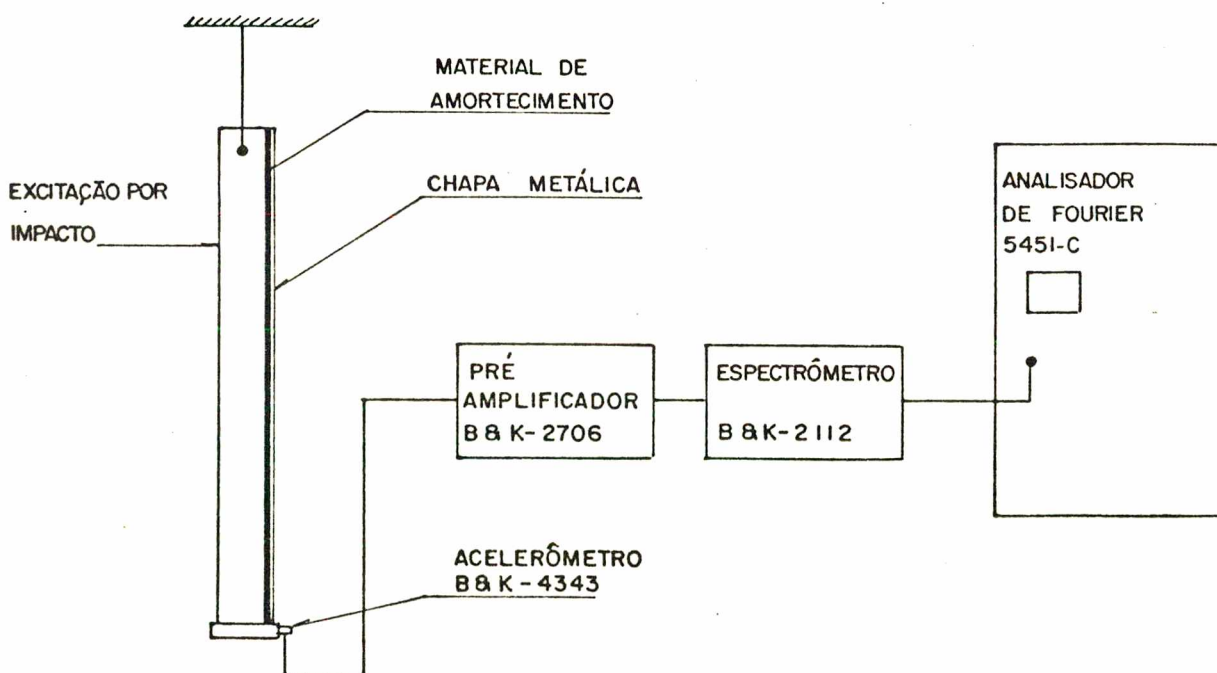 MATERIAL DE
AMORTECIMENTO
EXCITAÇÃO POR
IMPACTO
CHAPA METÁLICA
ANALISADOR
DE FOURIER
5451-C
PRÉ
AMPLIFICADOR
B & K-2706
ESPECTRÔMETRO
B & K-2112
ACELERÔMETRO
B & K-4343